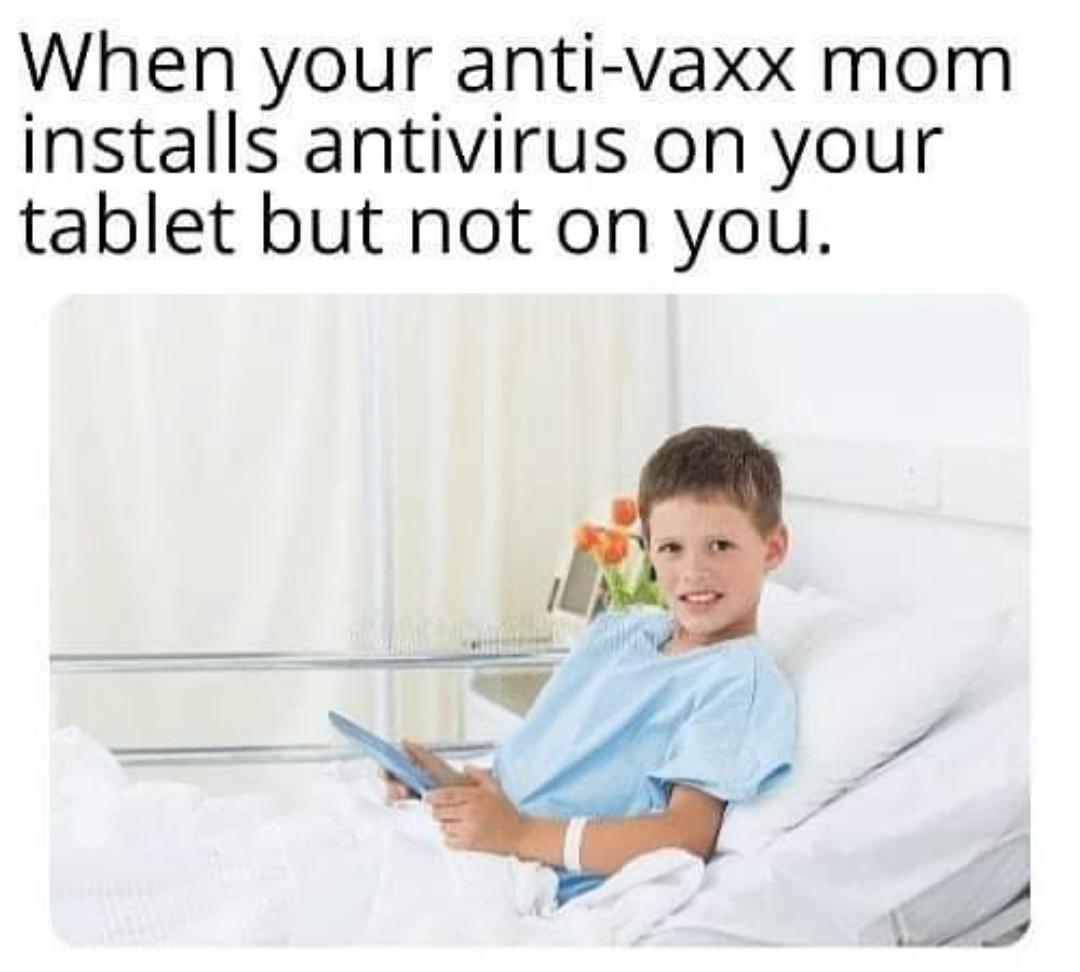 When your anti-vaxx mom
installs antivirus on your
tablet but not on you.